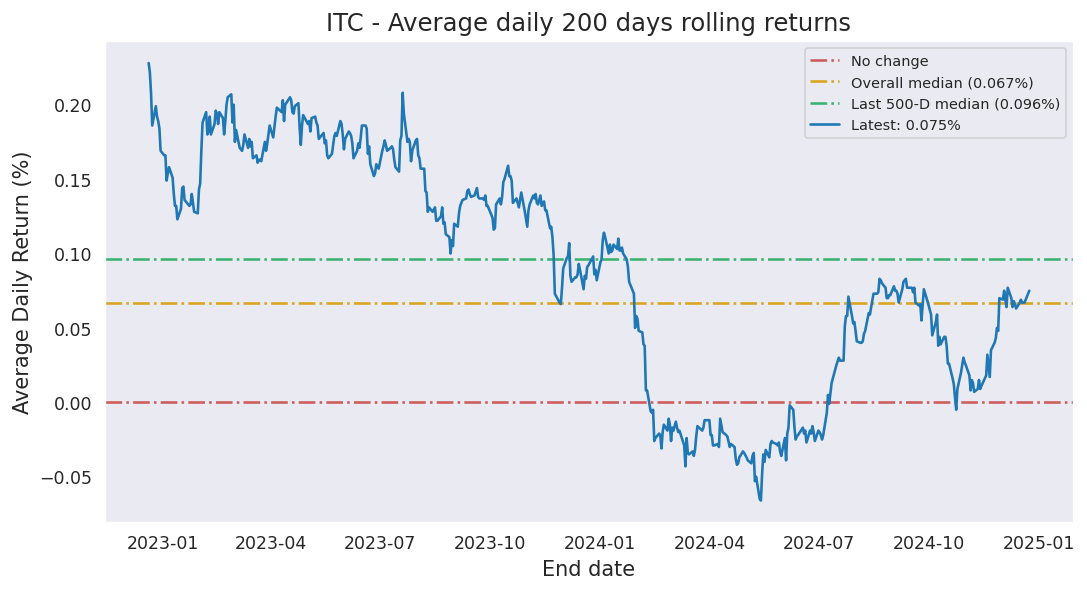 ITC - Average daily 200 days rolling returns
No change
Overall median (0.067%)
Last 500-D median (0.096%)
Latest: 0.075%
Average Daily Return (%)
0.20
0.15
0.10
0.05
0.00
−0.05
2023-01 2023-04 2023-07 2023-10 2024-01 2024-04 2024-07 2024-10 2025-01
End date